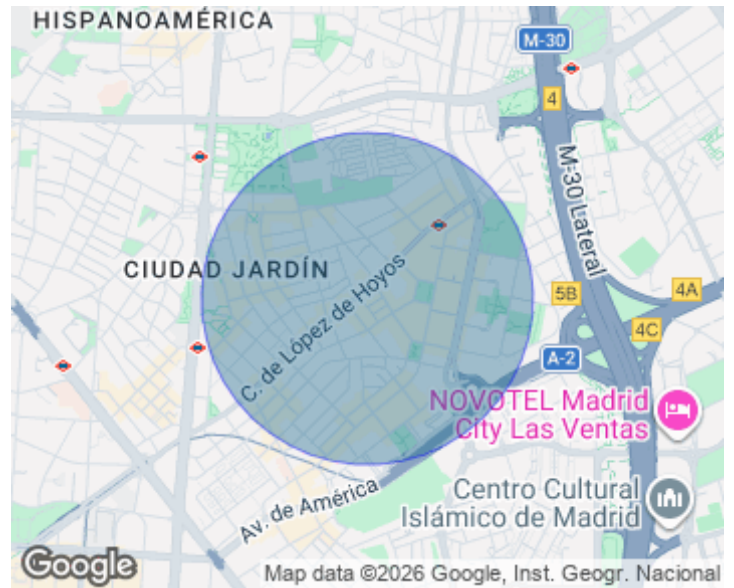 HISPANOAMÉRICA
M-30
4
M-30 Lateral
CIUDAD JARDÍN
C. de López de Hoyos
5B
4A
4C
A-2
NOVOTEL Madrid
City Las Ventas
Av. de América
Centro Cultural
Islámico de Madrid
Google
Map data ©2026 Google, Inst. Geogr. Nacional